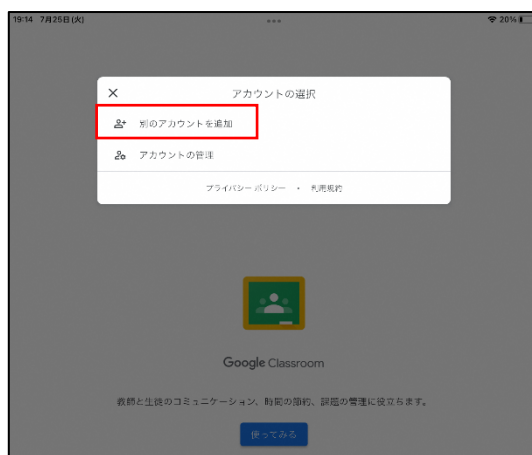 19:14 7月25日(火) 20%
アカウントの選択
別のアカウントを追加
アカウントの管理
プライバシー ポリシー ・ 利用規約
Google Classroom
教師と生徒のコミュニケーション、時間の節約、課題の管理に役立ちます。
使ってみる